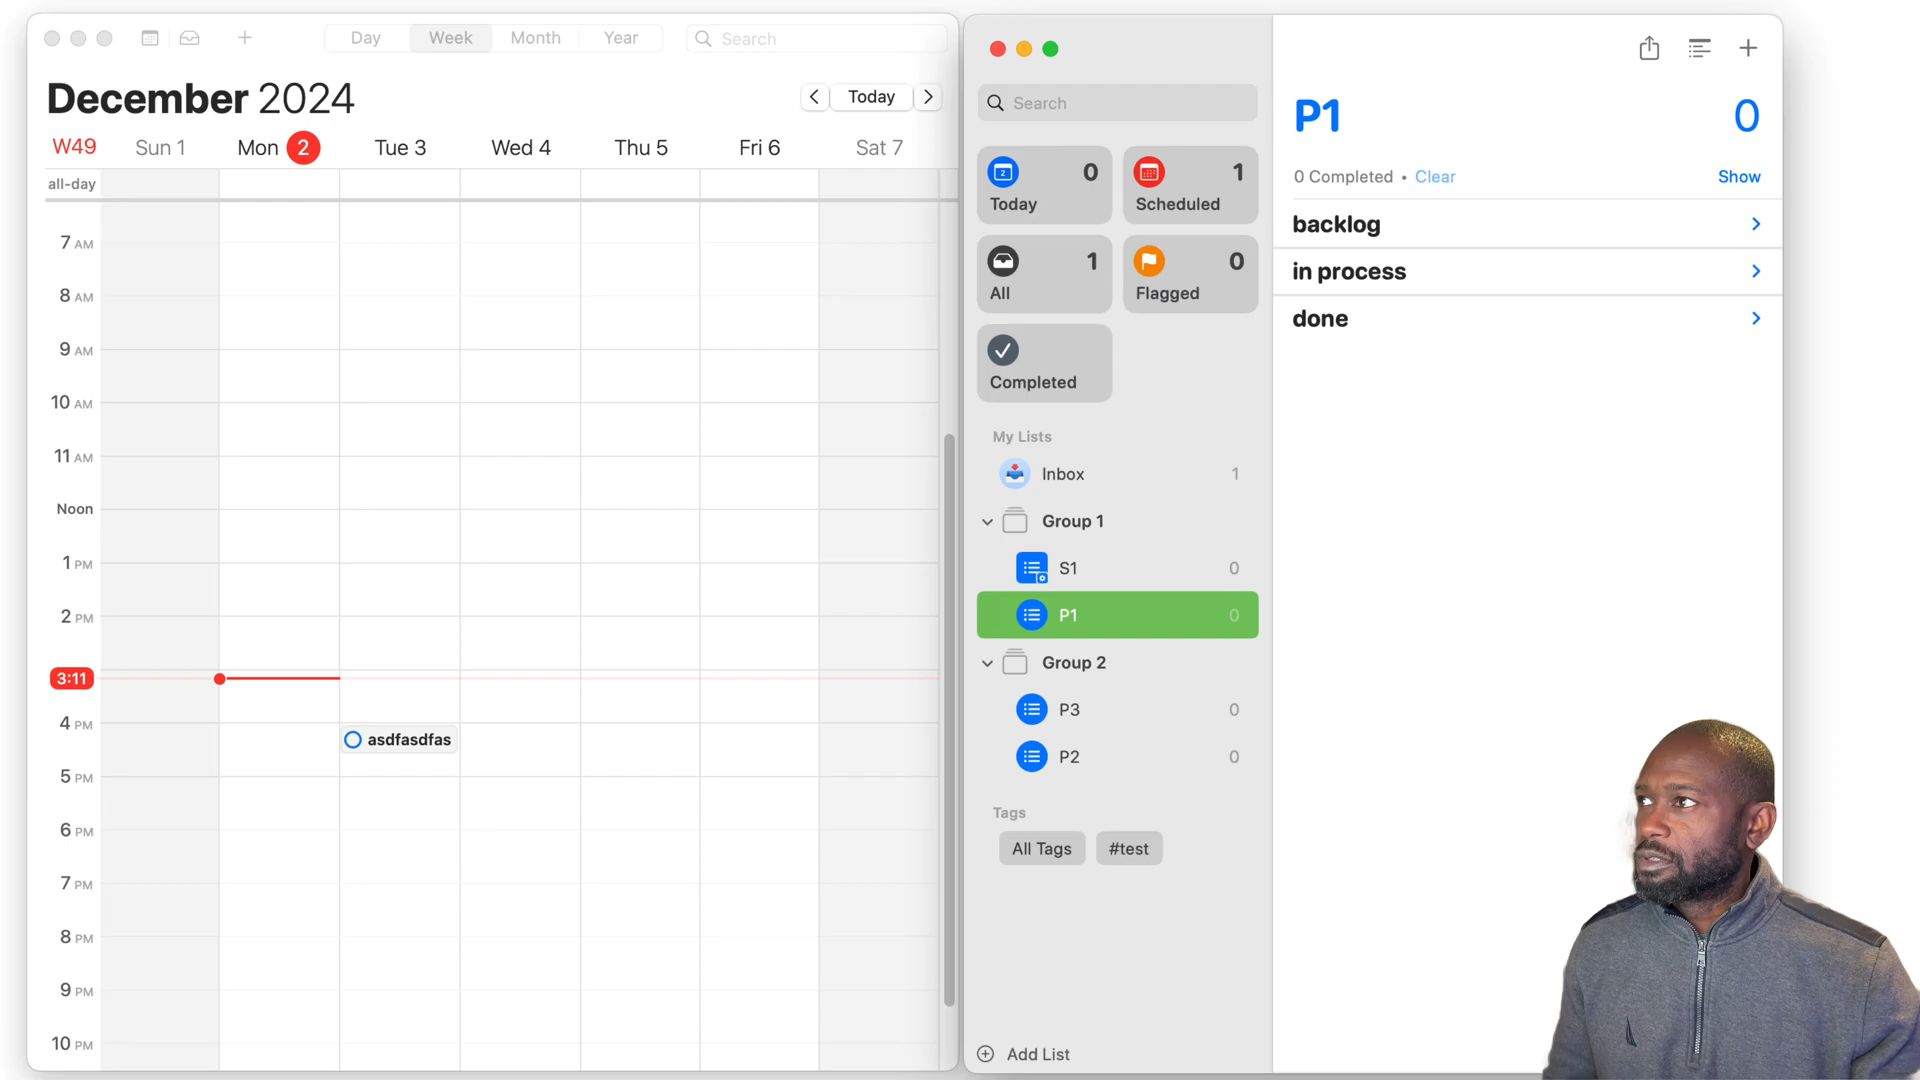 Day Week Month Year Search
December 2024
Today
W49 Sun 1 Mon 2 Tue 3 Wed 4 Thu 5 Fri 6 Sat 7
all-day
7 AM
8 AM
9 AM
10 AM
11 AM
Noon
1 PM
2 PM
3:11
4 PM
asdfasdfas
5 PM
6 PM
7 PM
8 PM
9 PM
10 PM
Search
2 0
Today
1
Scheduled
1
All
0
Flagged
Completed
My Lists
Inbox 1
Group 1
S1 0
P1 0
Group 2
P3 0
P2 0
Tags
All Tags #test
Add List
P1 0
0 Completed • Clear Show
backlog
in process
done